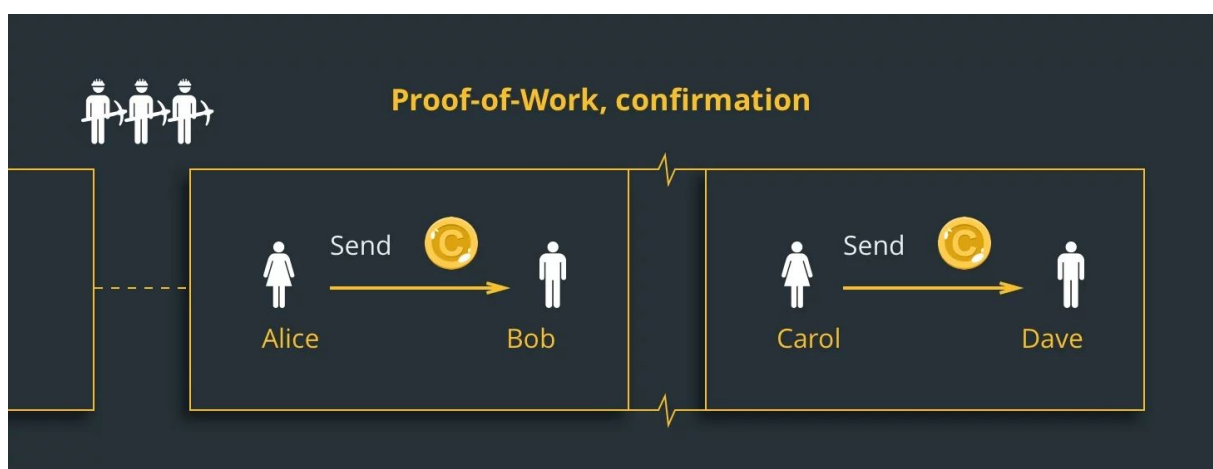 Proof-of-Work, confirmation
Send C
Alice Bob
Send C
Carol Dave